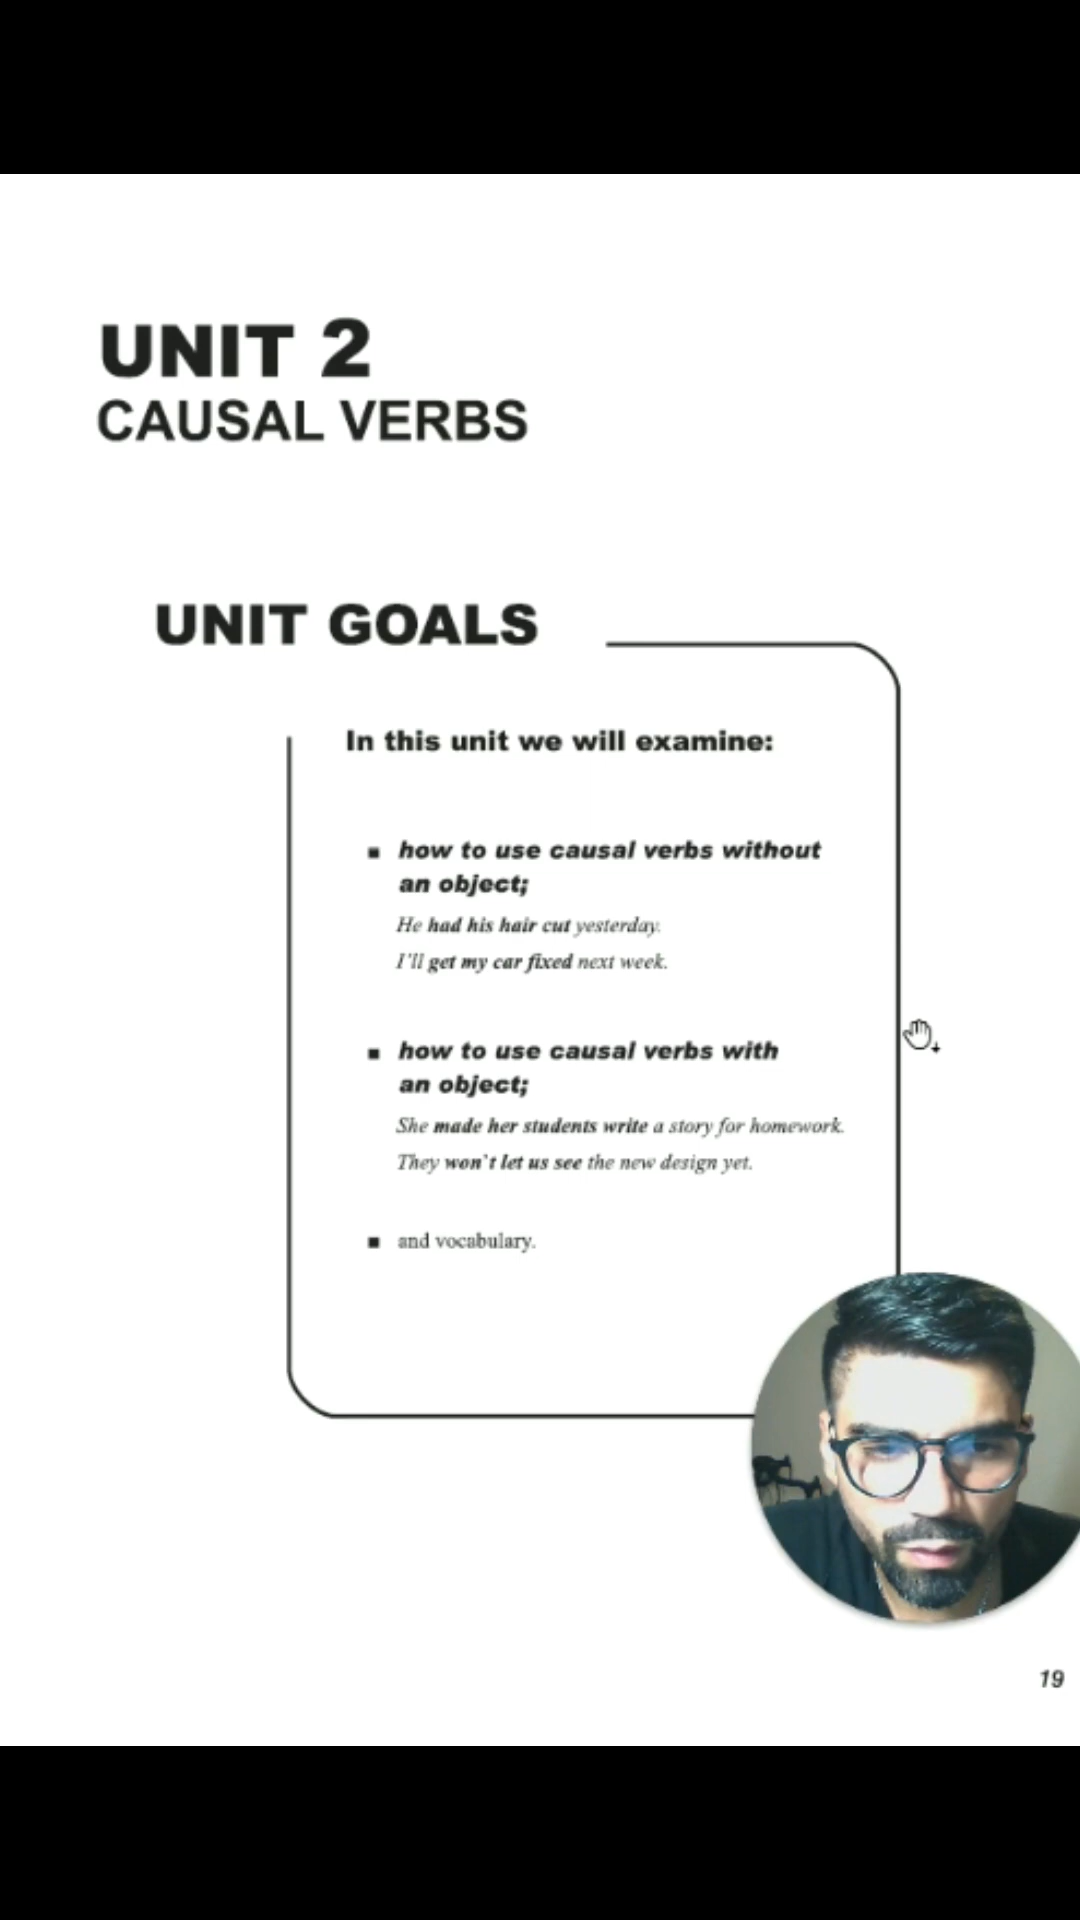 UNIT 2
CAUSAL VERBS
UNIT GOALS
In this unit we will examine:
■ how to use causal verbs without
an object;
He had his hair cut yesterday.
I'll get my car fixed next week.
■ how to use causal verbs with
an object;
She made her students write a story for homework.
They won't let us see the new design yet.
■ and vocabulary.
19